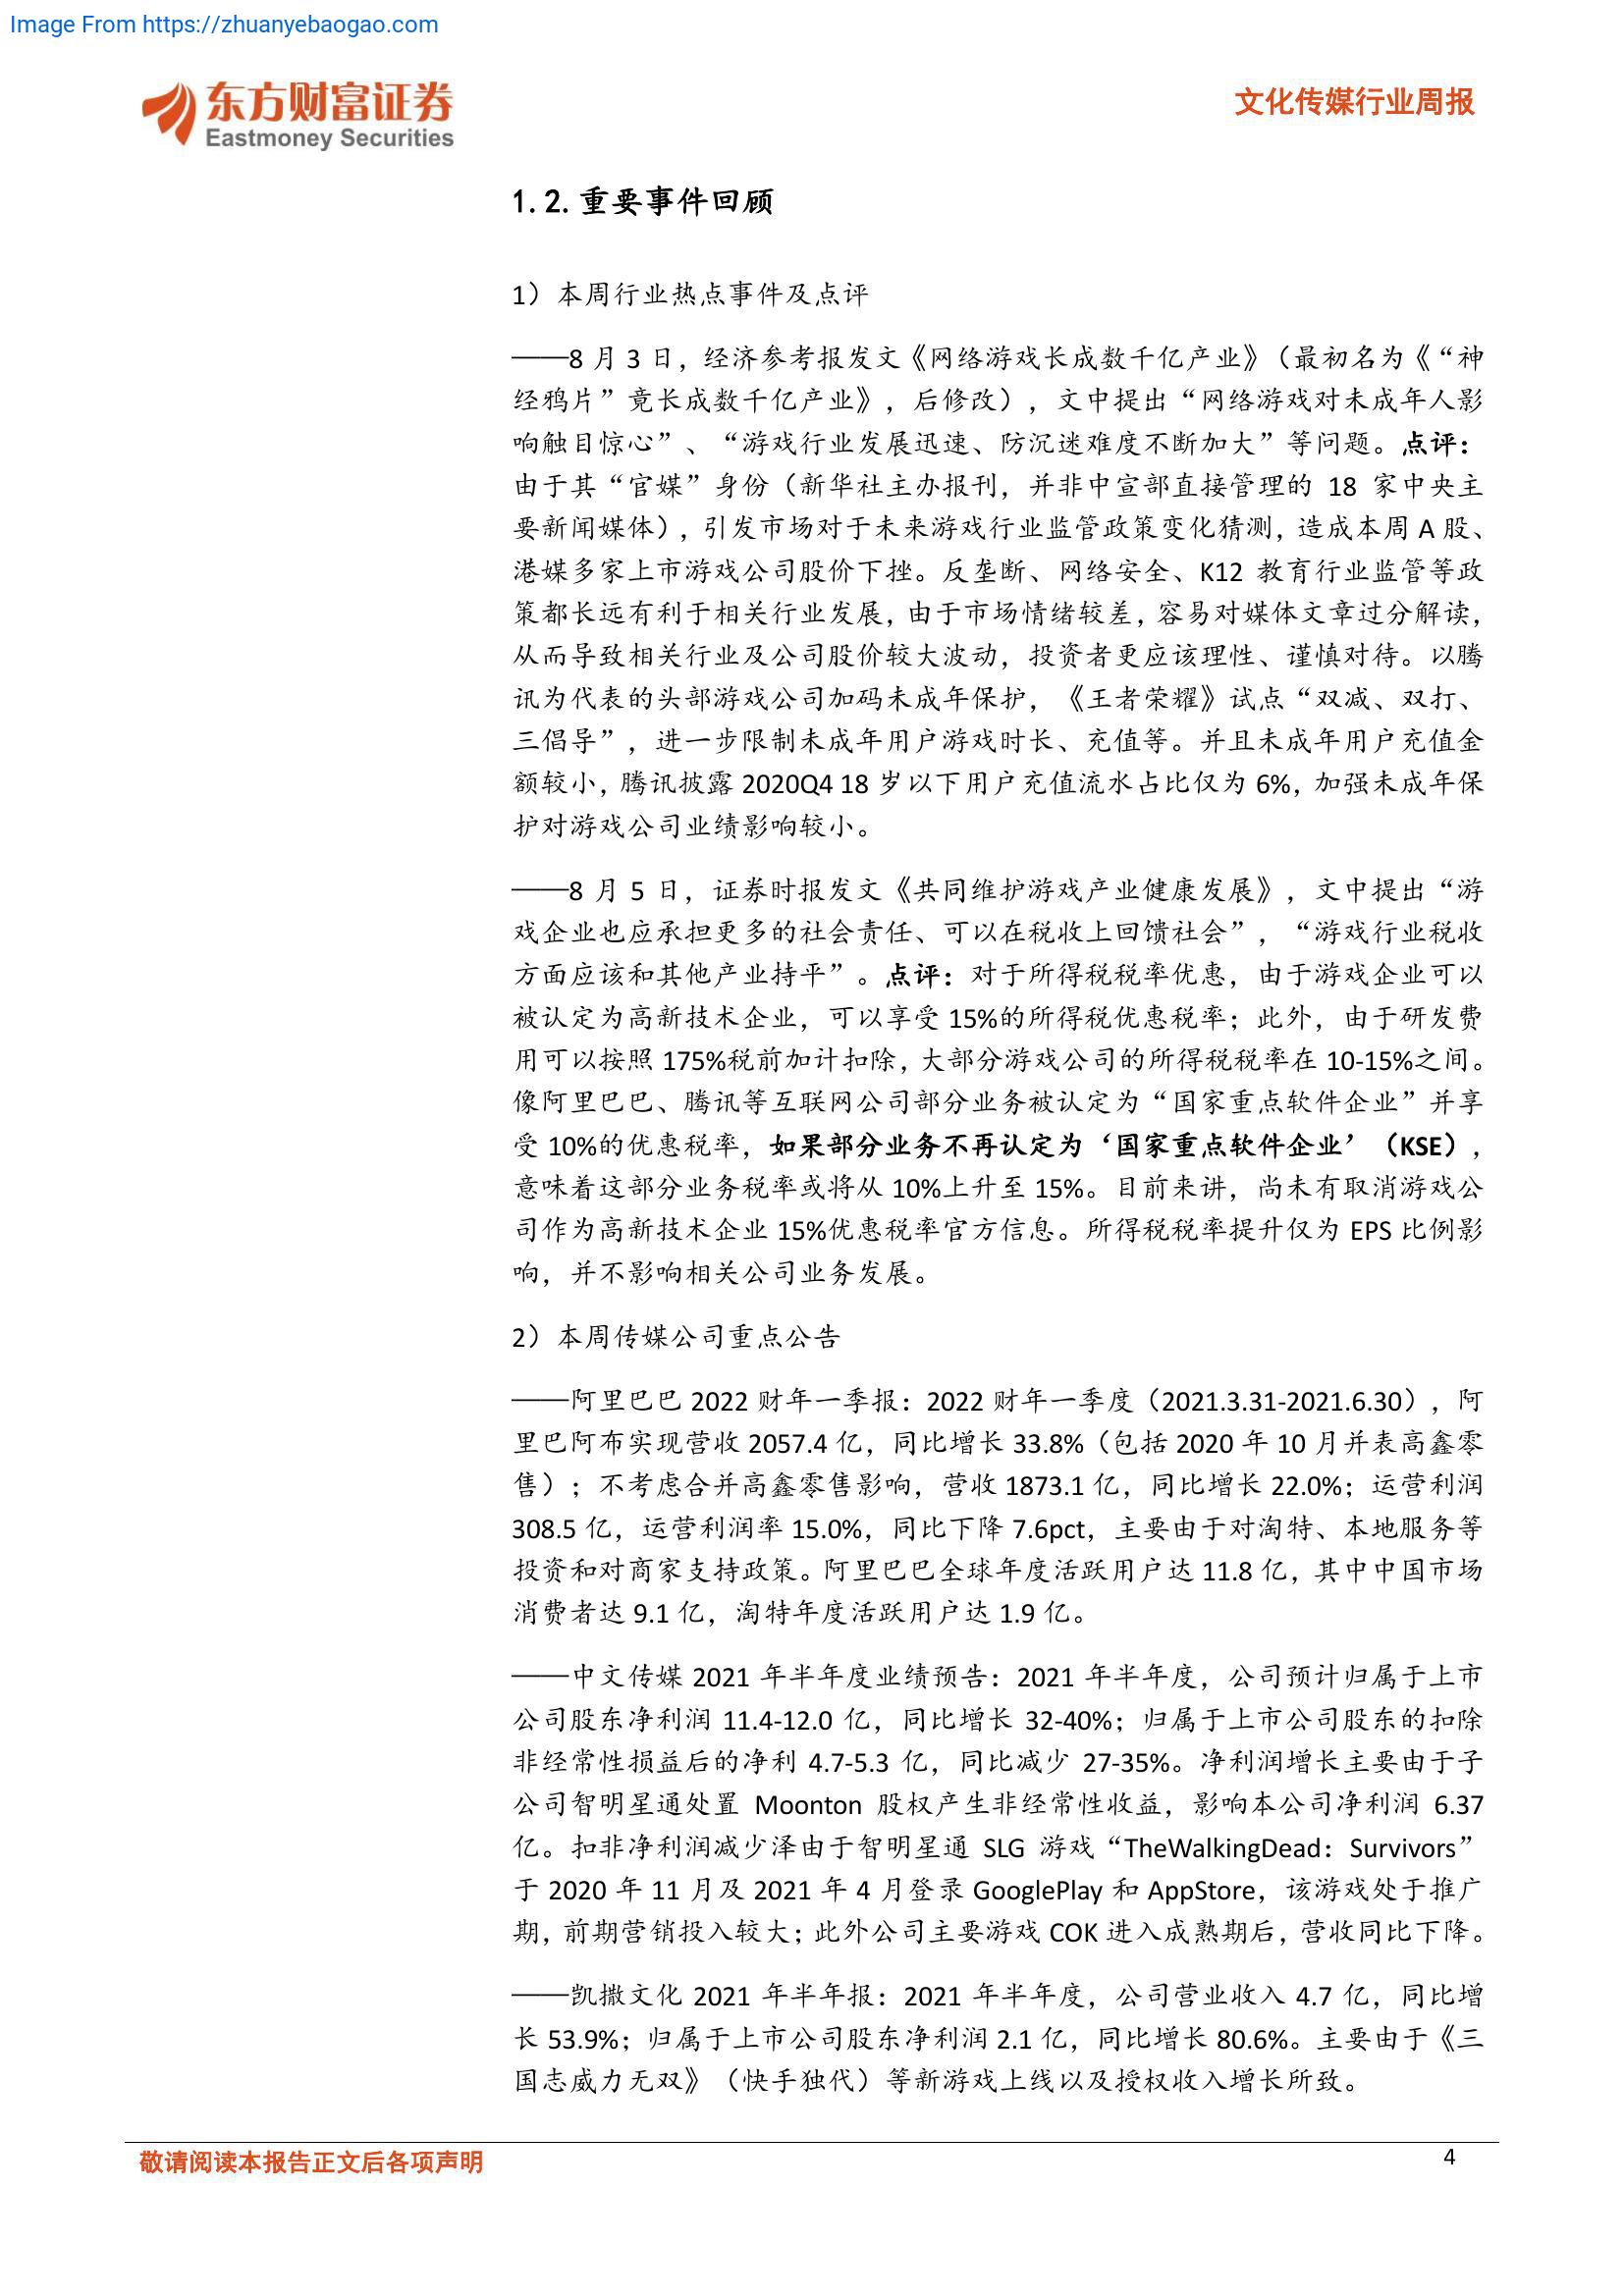 Image From https://zhuanyebaogao.com
东方财富证券
Eastmoney Securities
文化传媒行业周报
1.2.重要事件回顾
1）本周行业热点事件及点评
——8 月 3 日，经济参考报发文《网络游戏长成数千亿产业》（最初名为《“神
经鸦片”竟长成数千亿产业》，后修改），文中提出“网络游戏对未成年人影
响触目惊心”、“游戏行业发展迅速、防沉迷难度不断加大”等问题。点评：
由于其“官媒”身份（新华社主办报刊，并非中宣部直接管理的 18 家中央主
要新闻媒体），引发市场对于未来游戏行业监管政策变化猜测，造成本周 A 股、
港媒多家上市游戏公司股价下挫。反垄断、网络安全、K12 教育行业监管等政
策都长远有利于相关行业发展，由于市场情绪较差，容易对媒体文章过分解读，
从而导致相关行业及公司股价较大波动，投资者更应该理性、谨慎对待。以腾
讯为代表的头部游戏公司加码未成年保护，《王者荣耀》试点“双减、双打、
三倡导”，进一步限制未成年用户游戏时长、充值等。并且未成年用户充值金
额较小，腾讯披露 2020Q4 18 岁以下用户充值流水占比仅为 6%，加强未成年保
护对游戏公司业绩影响较小。
——8 月 5 日，证券时报发文《共同维护游戏产业健康发展》，文中提出“游
戏企业也应承担更多的社会责任、可以在税收上回馈社会”，“游戏行业税收
方面应该和其他产业持平”。点评：对于所得税税率优惠，由于游戏企业可以
被认定为高新技术企业，可以享受 15%的所得税优惠税率；此外，由于研发费
用可以按照 175%税前加计扣除，大部分游戏公司的所得税税率在 10-15%之间。
像阿里巴巴、腾讯等互联网公司部分业务被认定为“国家重点软件企业”并享
受 10%的优惠税率，如果部分业务不再认定为‘国家重点软件企业’（KSE），
意味着这部分业务税率或将从 10%上升至 15%。目前来讲，尚未有取消游戏公
司作为高新技术企业 15%优惠税率官方信息。所得税税率提升仅为 EPS 比例影
响，并不影响相关公司业务发展。
2）本周传媒公司重点公告
——阿里巴巴 2022 财年一季报：2022 财年一季度（2021.3.31-2021.6.30），阿
里巴阿布实现营收 2057.4 亿，同比增长 33.8%（包括 2020 年 10 月并表高鑫零
售）；不考虑合并高鑫零售影响，营收 1873.1 亿，同比增长 22.0%；运营利润
308.5 亿，运营利润率 15.0%，同比下降 7.6pct，主要由于对淘特、本地服务等
投资和对商家支持政策。阿里巴巴全球年度活跃用户达 11.8 亿，其中中国市场
消费者达 9.1 亿，淘特年度活跃用户达 1.9 亿。
——中文传媒 2021 年半年度业绩预告：2021 年半年度，公司预计归属于上市
公司股东净利润 11.4-12.0 亿，同比增长 32-40%；归属于上市公司股东的扣除
非经常性损益后的净利 4.7-5.3 亿，同比减少 27-35%。净利润增长主要由于子
公司智明星通处置 Moonton 股权产生非经常性收益，影响本公司净利润 6.37
亿。扣非净利润减少泽由于智明星通 SLG 游戏“TheWalkingDead：Survivors”
于 2020 年 11 月及 2021 年 4 月登录 GooglePlay 和 AppStore，该游戏处于推广
期，前期营销投入较大；此外公司主要游戏 COK 进入成熟期后，营收同比下降。
——凯撒文化 2021 年半年报：2021 年半年度，公司营业收入 4.7 亿，同比增
长 53.9%；归属于上市公司股东净利润 2.1 亿，同比增长 80.6%。主要由于《三
国志威力无双》（快手独代）等新游戏上线以及授权收入增长所致。
敬请阅读本报告正文后各项声明
4